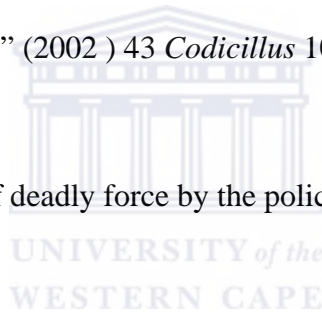 ” (2002 ) 43 Codicillus 10
f deadly force by the polic
UNIVERSITY of the
WESTERN CAPE